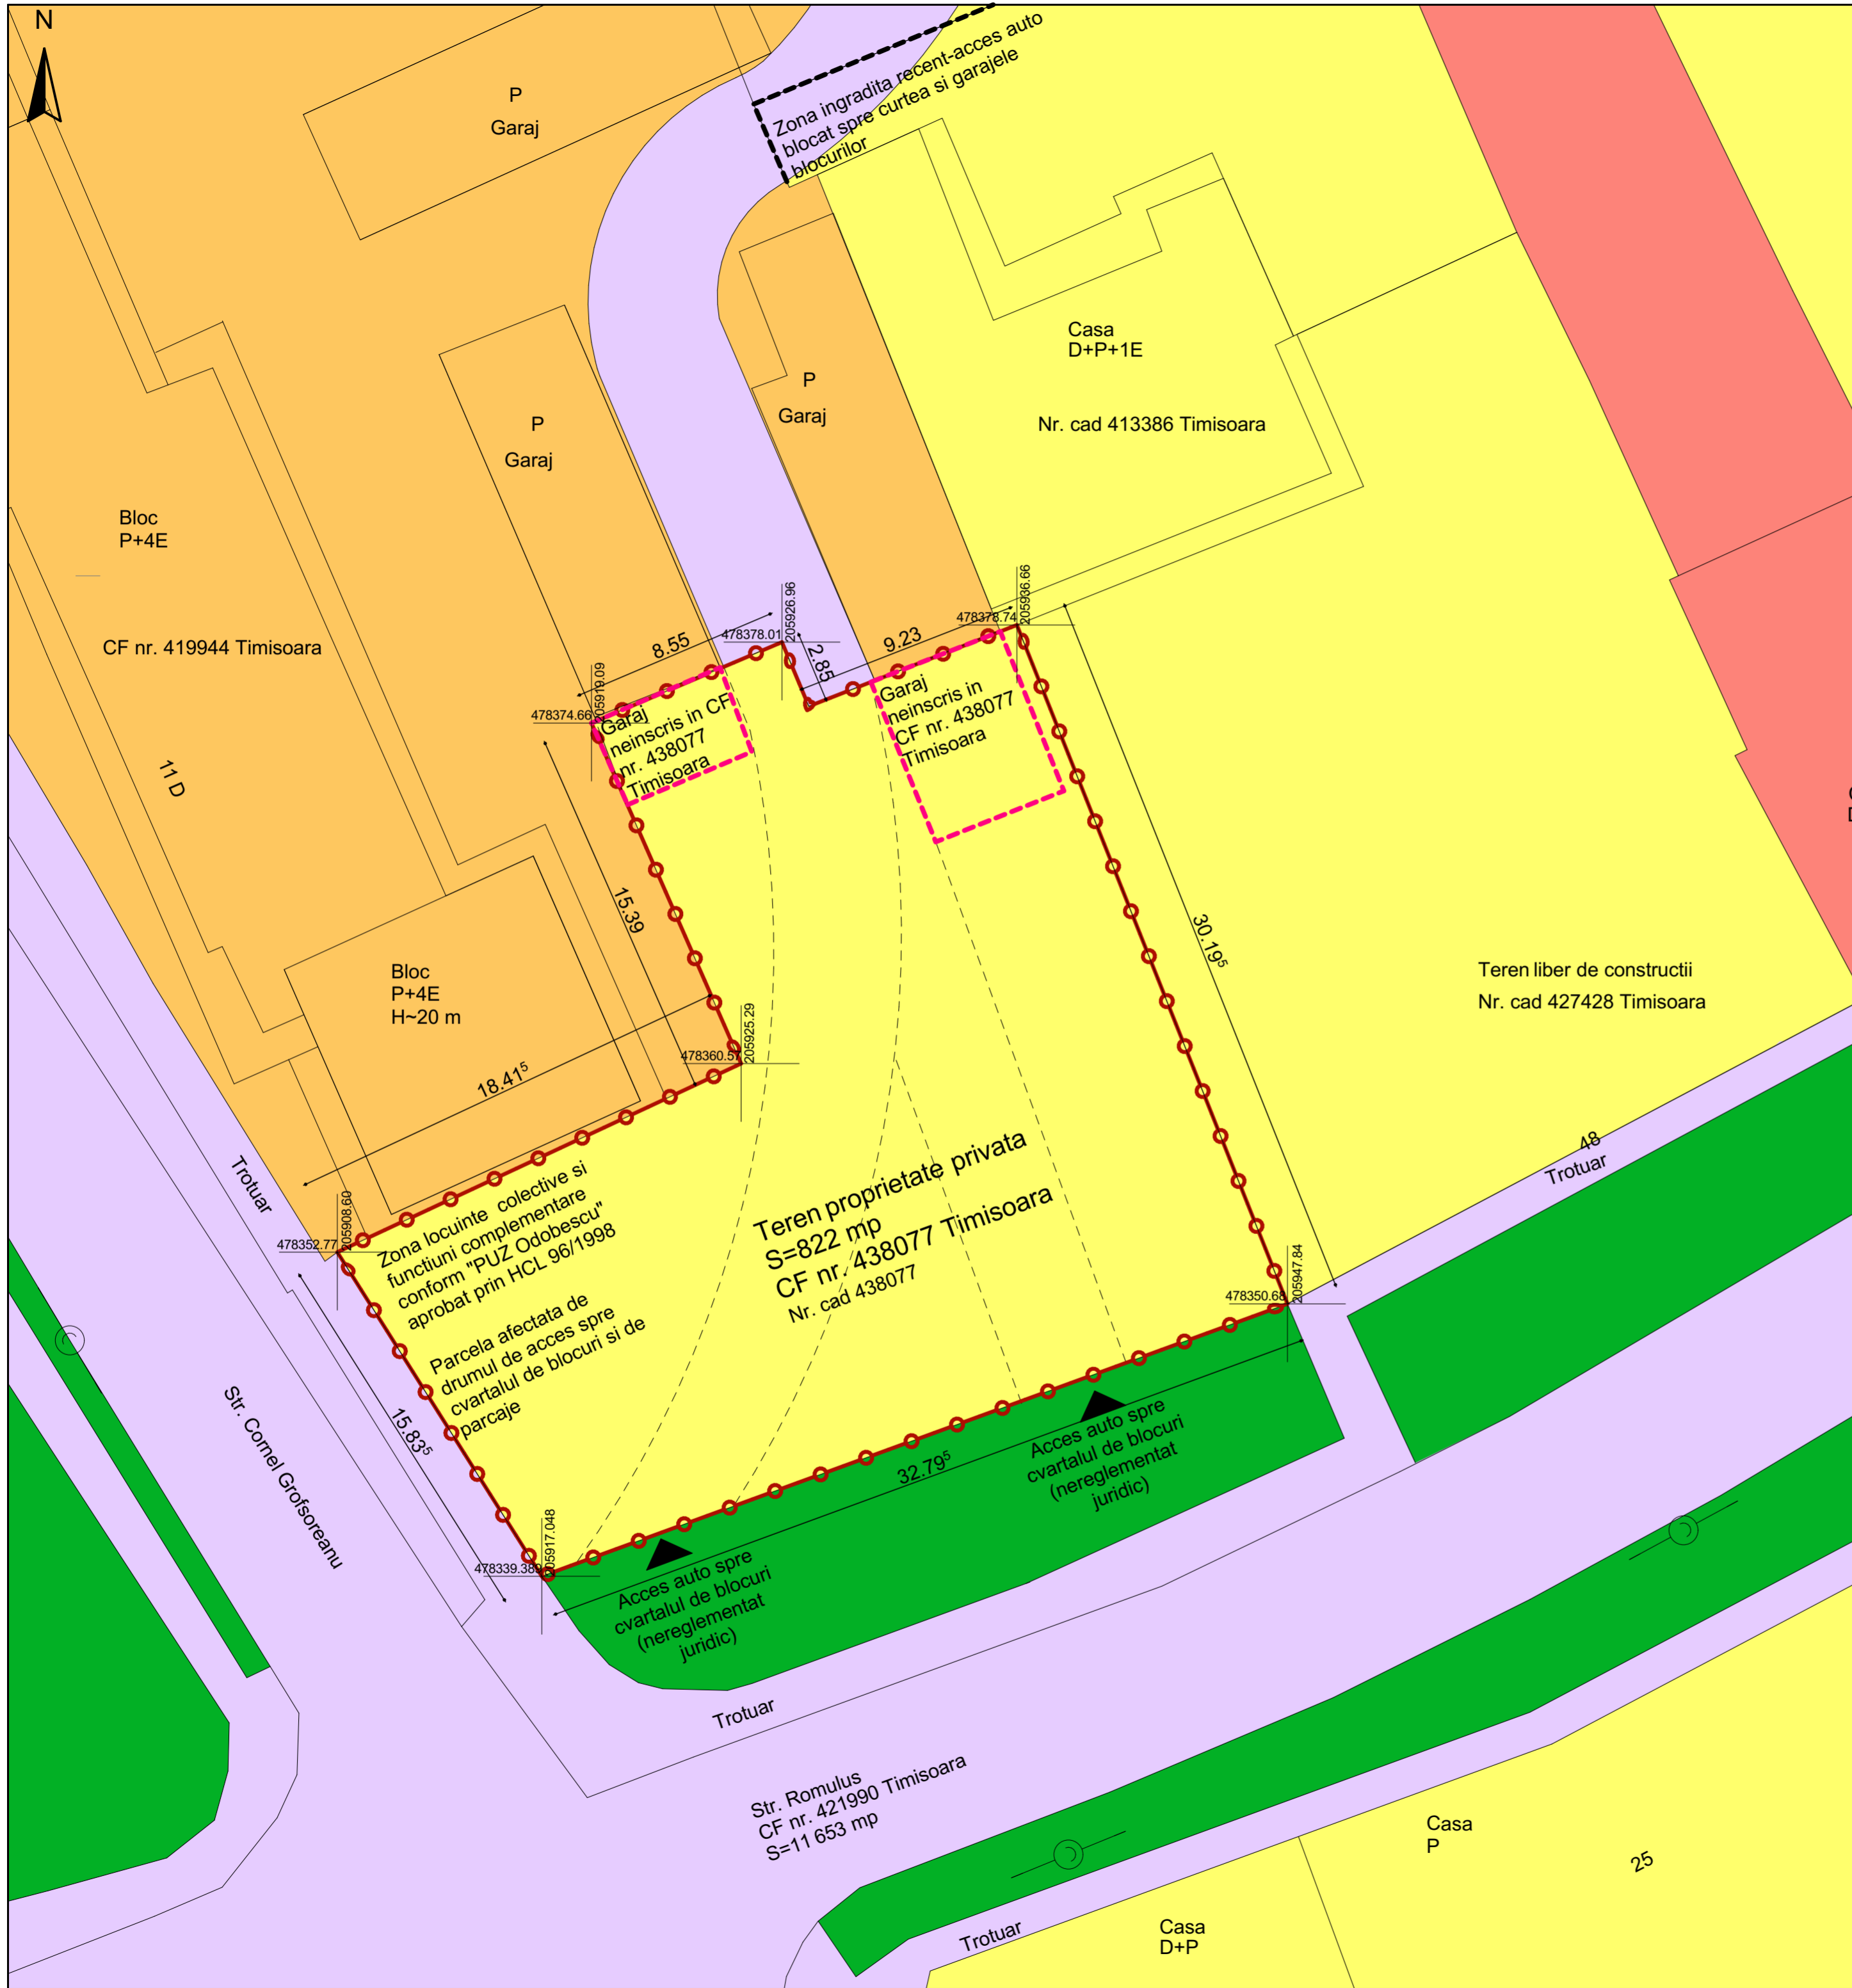 N
Zona ingradita recent-acces auto
blocat spre curtea si garajele
blocurilor
P
Garaj
Casa
D+P+1E
P
Garaj
P
Garaj
Nr. cad 413386 Timisoara
Bloc
P+4E
CF nr. 419944 Timisoara
11 D
8.55
478378.01
205926.96
2.85
9.23
478378.74
205936.66
478374.66
205919.09
Garaj
neinscris in CF
nr. 438077
Timisoara
Garaj
neinscris in
CF nr. 438077
Timisoara
15.39
30.19⁵
Bloc
P+4E
H~20 m
Teren liber de constructii
Nr. cad 427428 Timisoara
478360.57
205925.29
18.41⁵
48
Trotuar
Trotuar
478352.77
205908.60
Zona locuinte colective si
functiuni complementare
conform "PUZ Odobescu"
aprobat prin HCL 96/1998
Parcela afectata de
drumul de acces spre
cvartalul de blocuri si de
parcaje
Teren proprietate privata
S=822 mp
CF nr. 438077 Timisoara
Nr. cad 438077
478350.68
205947.84
15.83⁵
Str. Cornel Grofsoreanu
32.79⁵
Acces auto spre
cvartalul de blocuri
(nereglementat
juridic)
478339.389
205917.048
Acces auto spre
cvartalul de blocuri
(nereglementat
juridic)
Trotuar
Str. Romulus
CF nr. 421990 Timisoara
S=11 653 mp
Casa
P
25
Casa
D+P
Trotuar